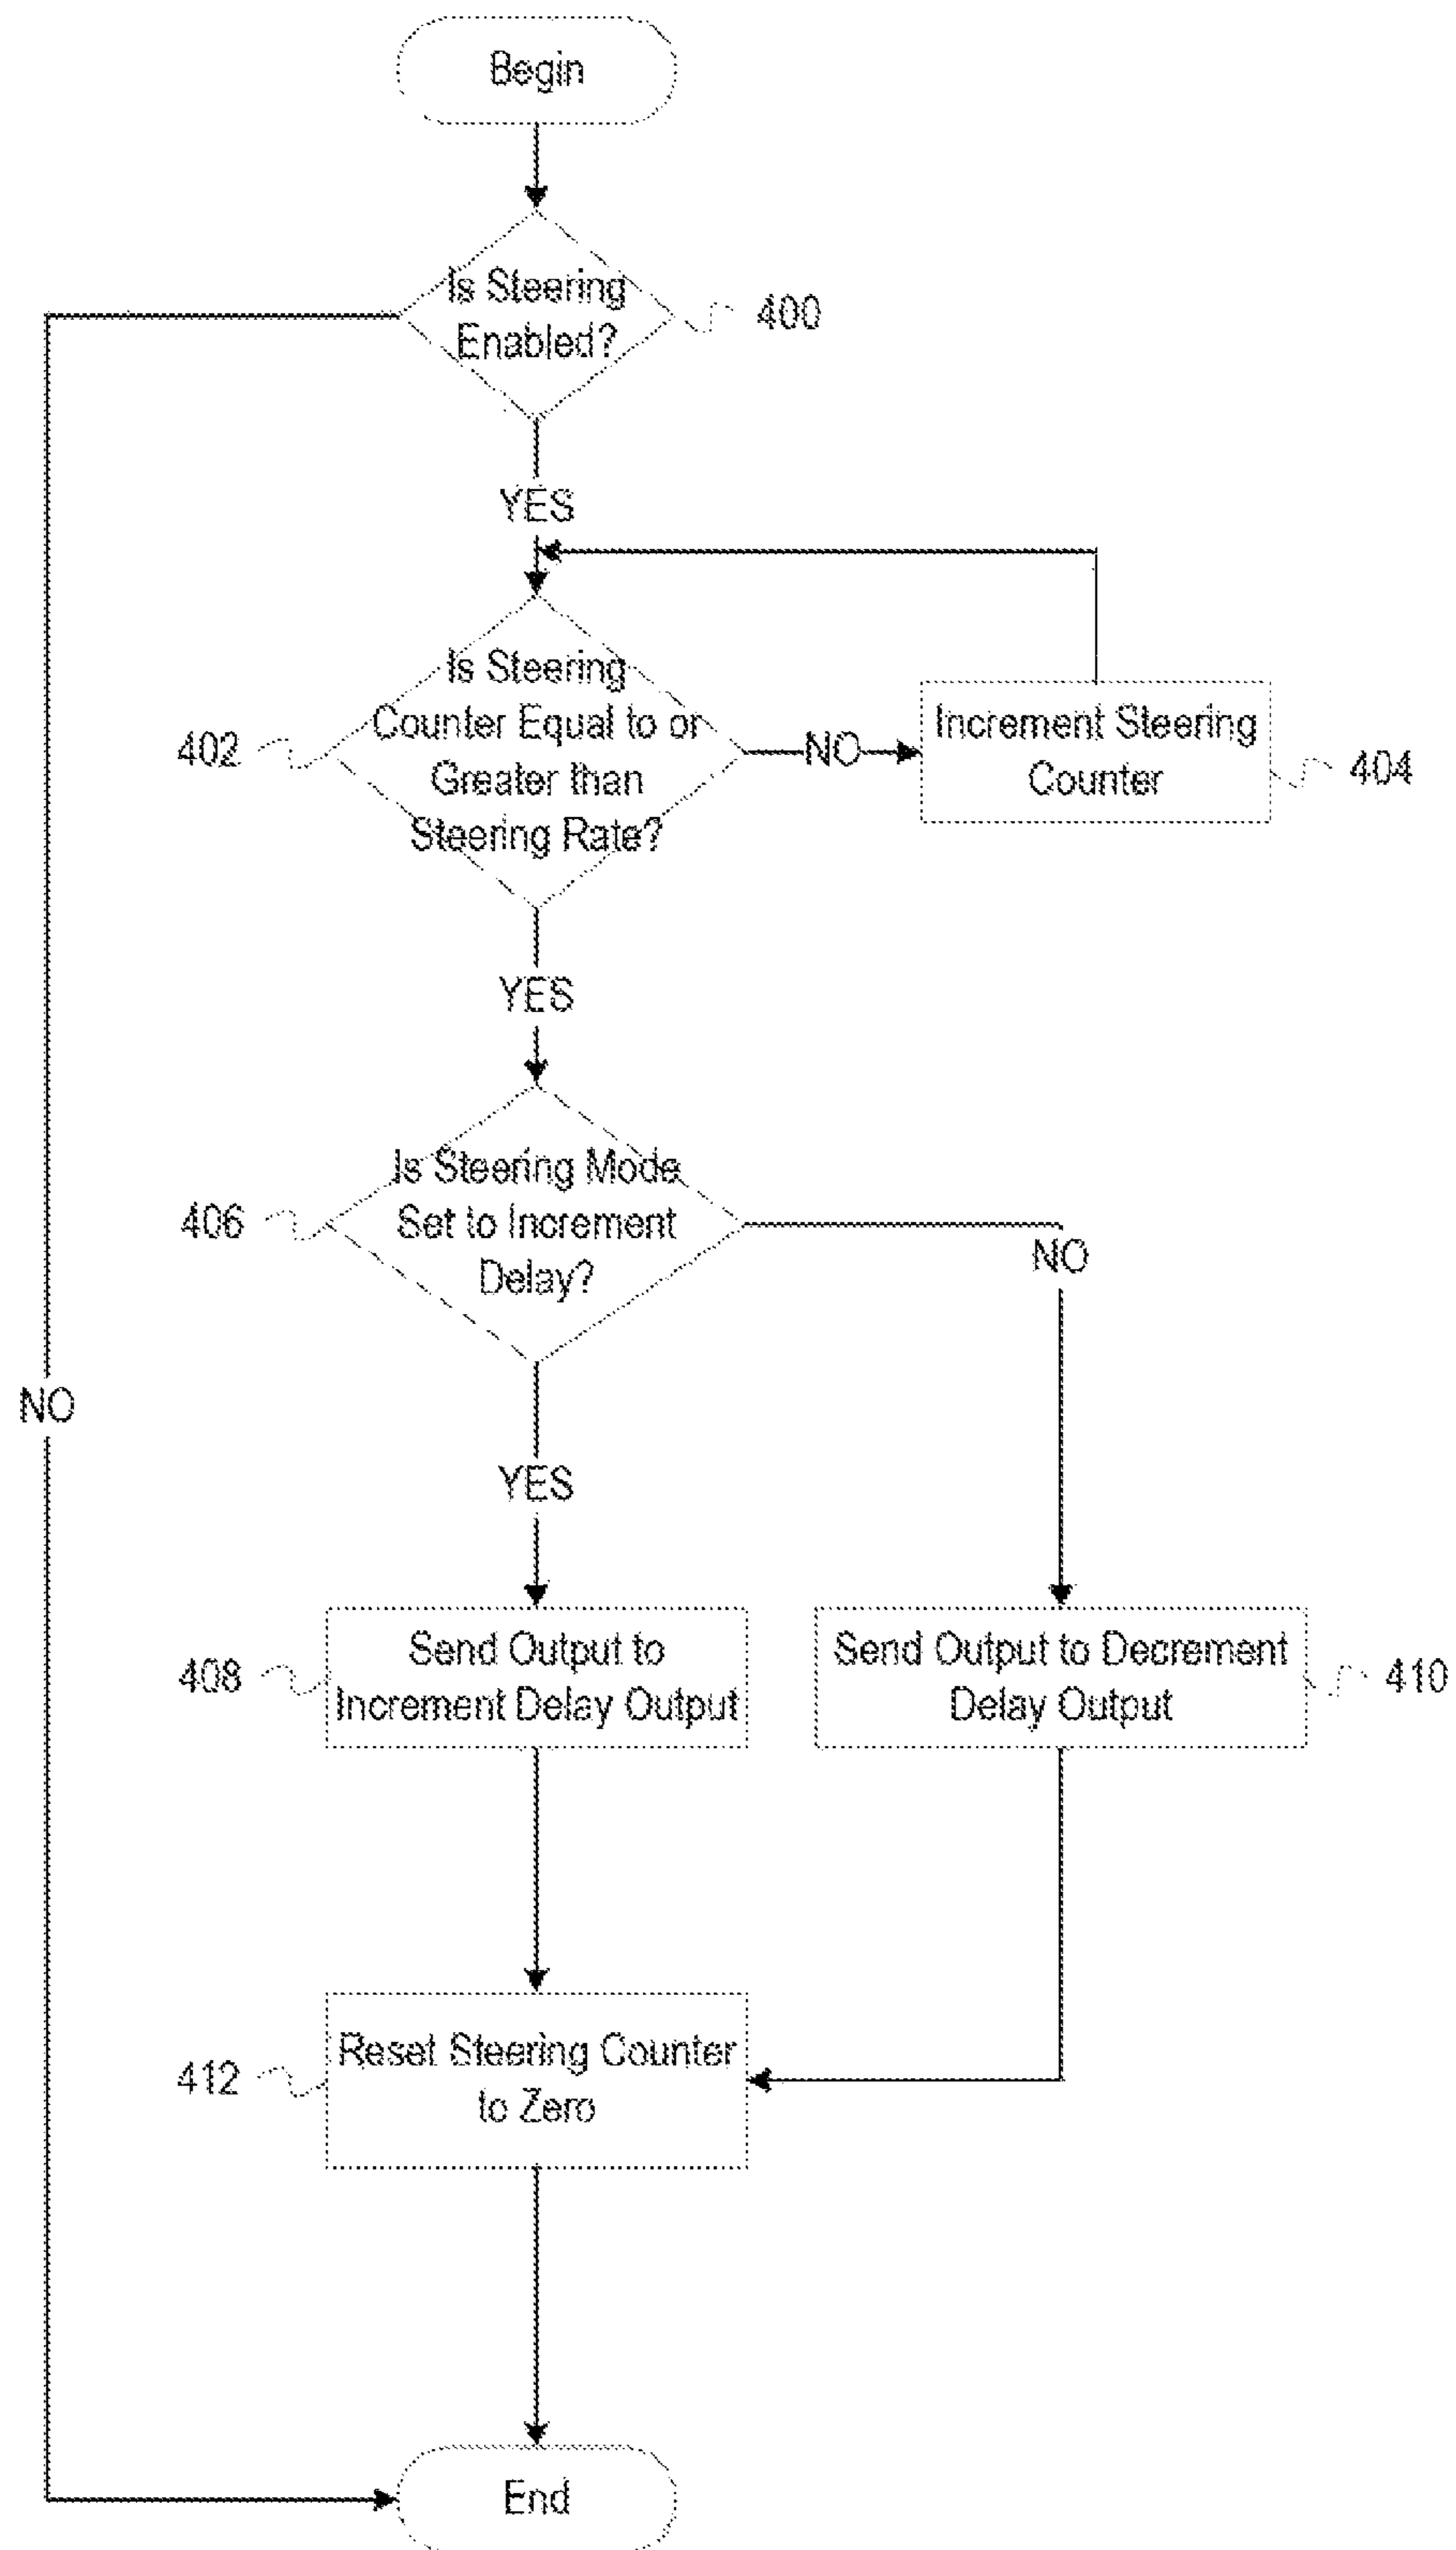 Begin
Is Steering
Enabled?
400
YES
Is Steering
Counter Equal to or
Greater than
Steering Rate?
402
NO
Increment Steering
Counter
404
YES
Is Steering Mode
Set to Increment
Delay?
406
NO
NO
YES
Send Output to
Increment Delay Output
408
Send Output to Decrement
Delay Output
410
Reset Steering Counter
to Zero
412
End